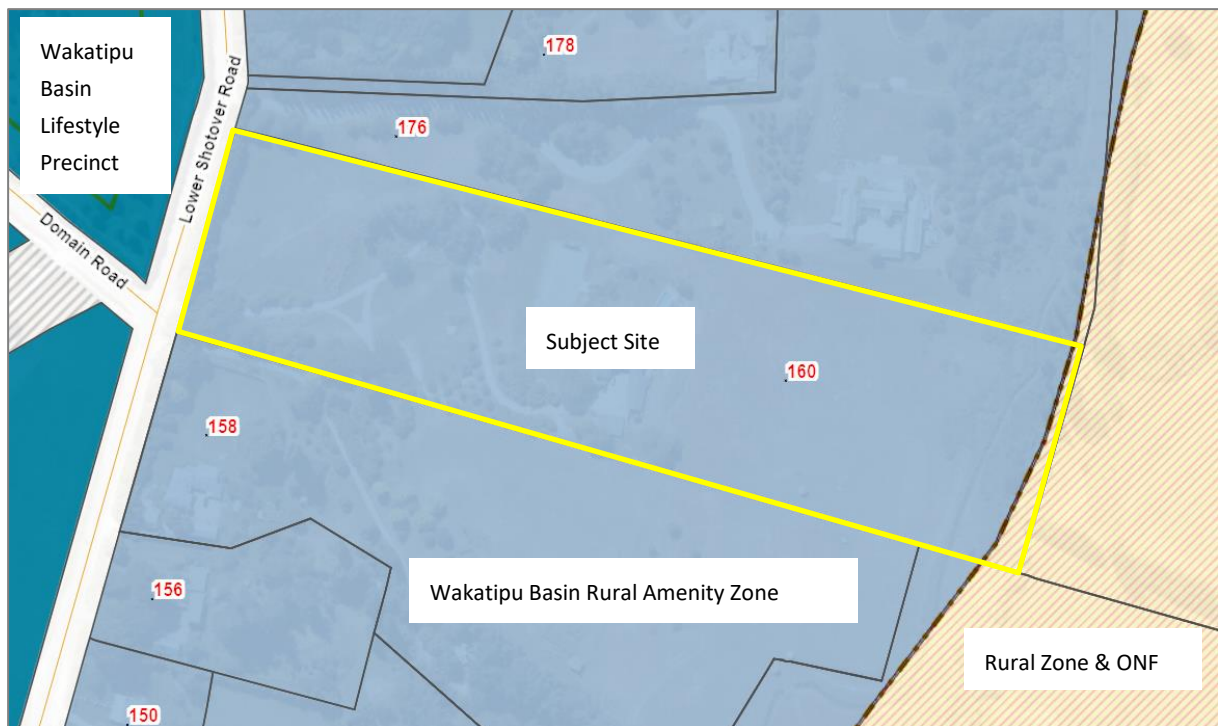 Wakatipu
Basin
Lifestyle
Precinct
178
176
Lower Shotover Road
Domain Road
Subject Site
160
158
Wakatipu Basin Rural Amenity Zone
156
Rural Zone & ONF
150